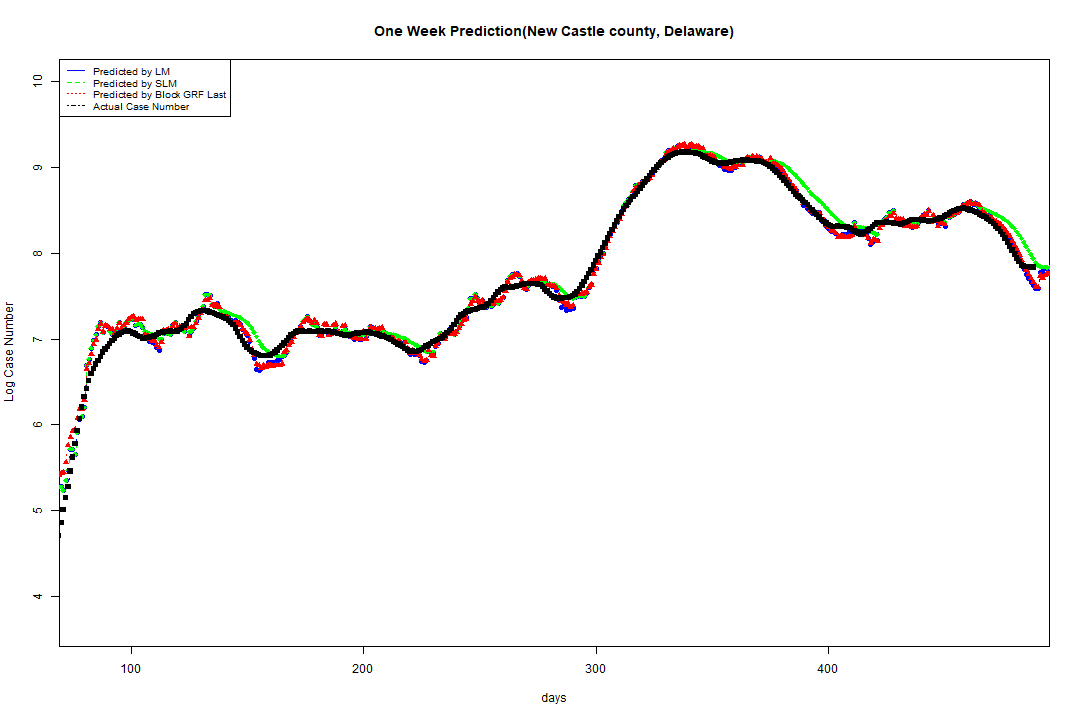 One Week Prediction(New Castle county, Delaware)
Predicted by LM
Predicted by SLM
Predicted by Block GRF Last
Actual Case Number
10
9
8
7
6
5
4
Log Case Number
100 200 300 400
days